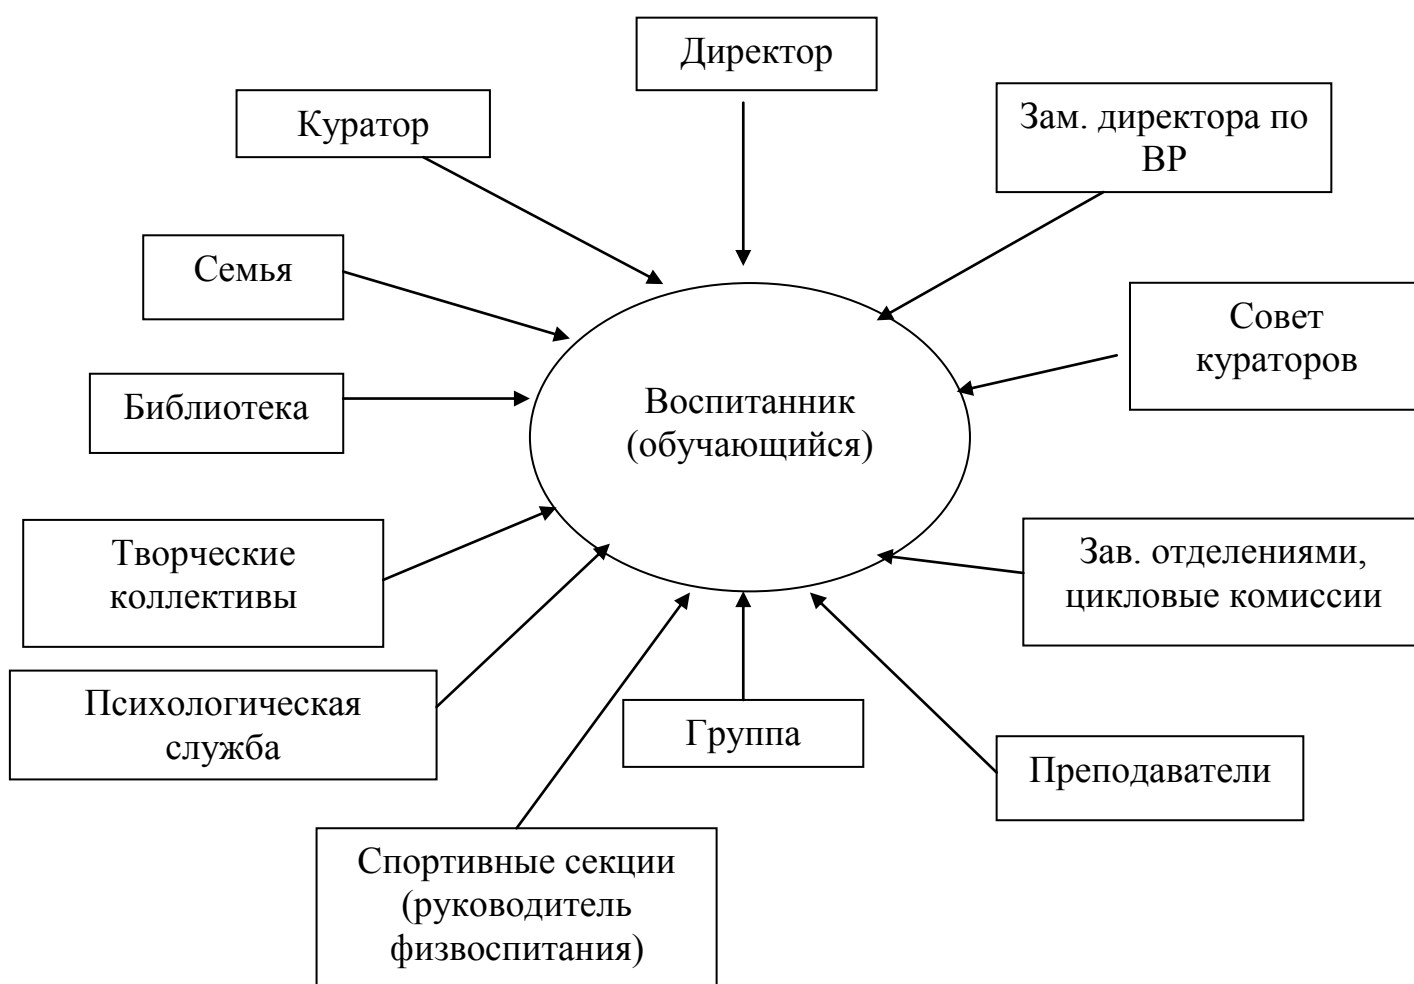 Директор
Куратор
Зам. директора по
ВР
Семья
Совет
кураторов
Библиотека
Воспитанник
(обучающийся)
Творческие
коллективы
Зав. отделениями,
цикловые комиссии
Психологическая
служба
Группа
Преподаватели
Спортивные секции
(руководитель
физвоспитания)